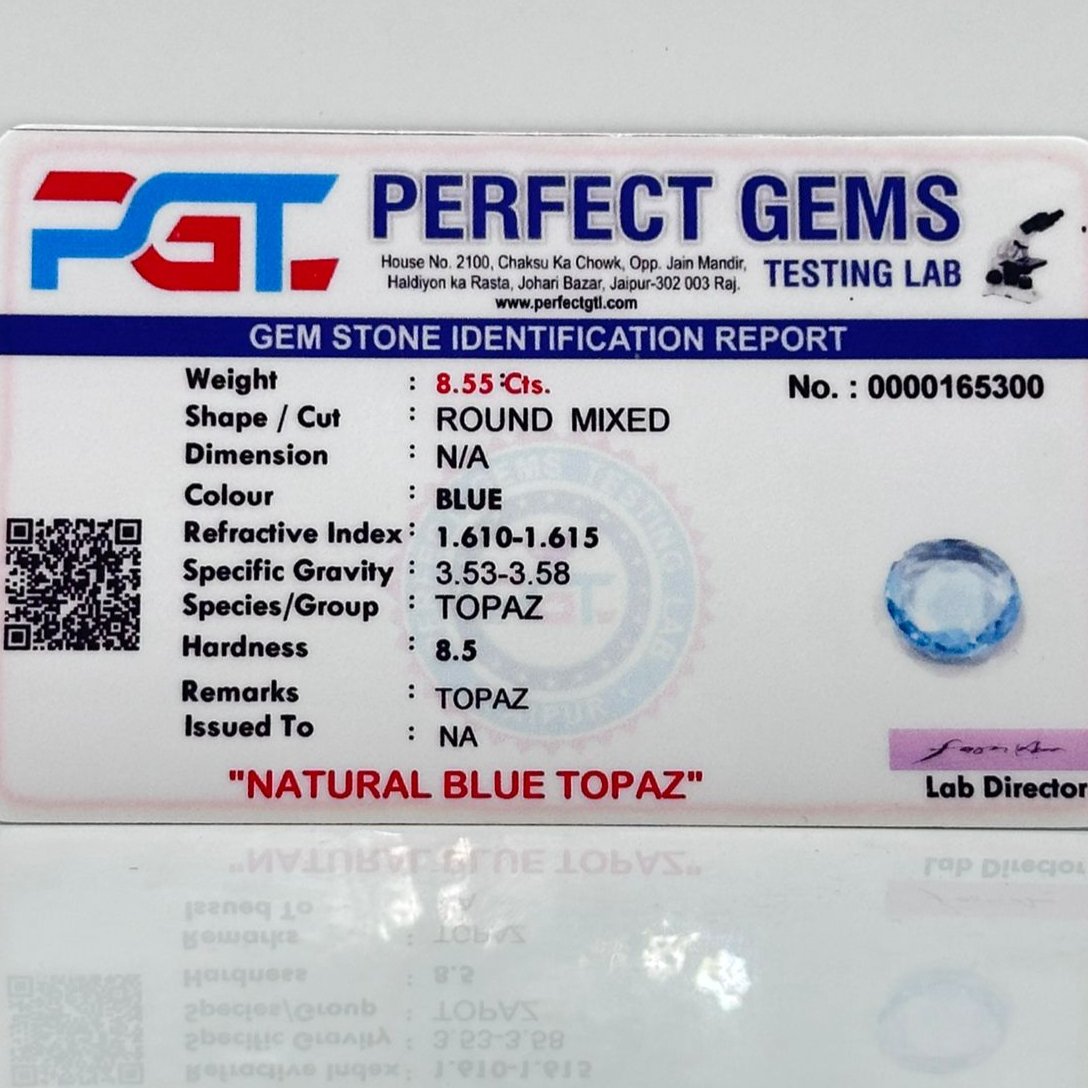 PGT.
PERFECT GEMS
TESTING LAB
House No. 2100, Chaksu Ka Chowk, Opp. Jain Mandir,
Haldiyon ka Rasta, Johari Bazar, Jaipur-302 003 Raj.
www.perfectgtl.com
GEM STONE IDENTIFICATION REPORT
No. : 0000165300
Weight : 8.55 Cts.
Shape / Cut : ROUND MIXED
Dimension : N/A
Colour : BLUE
Refractive Index : 1.610-1.615
Specific Gravity : 3.53-3.58
Species/Group : TOPAZ
Hardness : 8.5
Remarks : TOPAZ
Issued To : NA
"NATURAL BLUE TOPAZ"
Lab Director